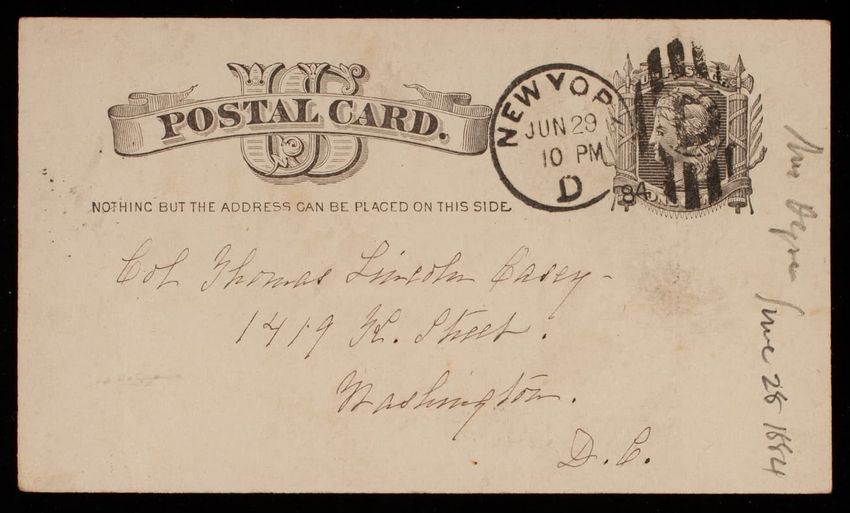 US
POSTAL CARD.
NOTHING BUT THE ADDRESS CAN BE PLACED ON THIS SIDE.
NEW YORK
JUN 29
10 PM
D
84
Col Thomas Lincoln Casey-
1419 K. Street.
Washington.
D.C.
June 28 1884